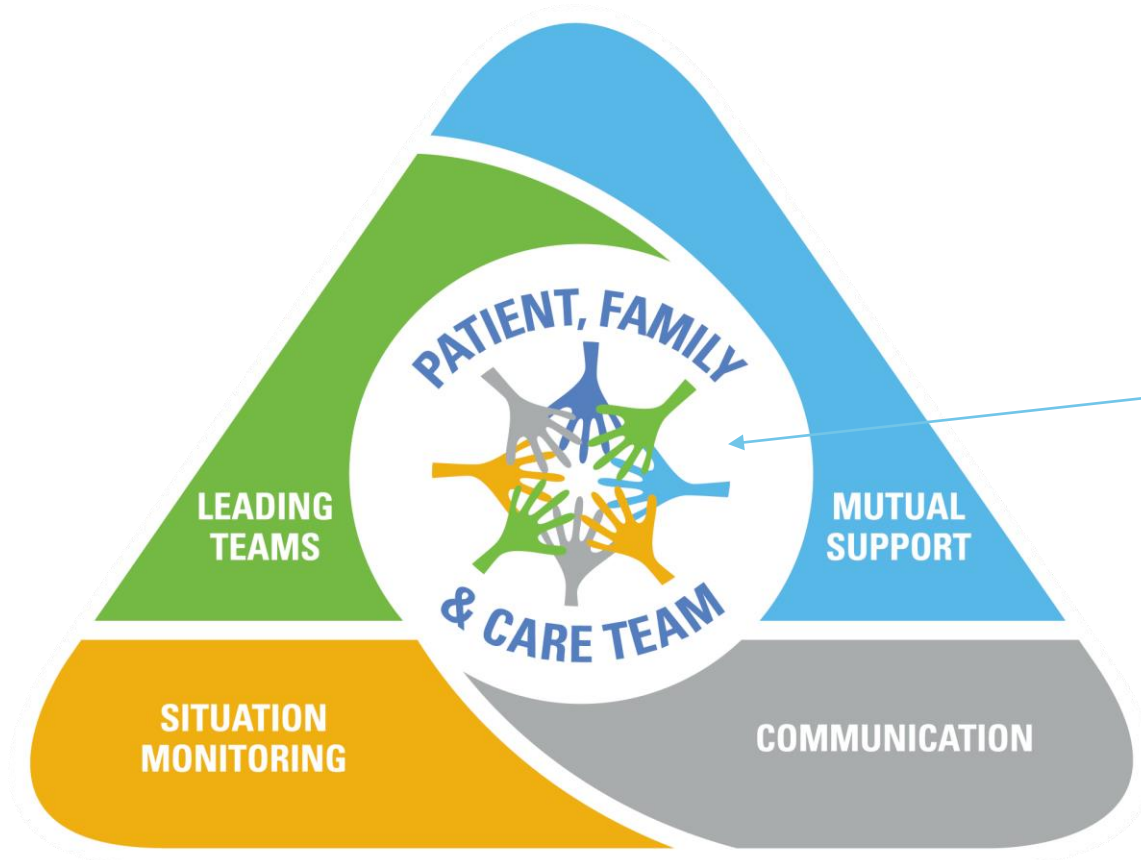 PATIENT, FAMILY
& CARE TEAM
LEADING
TEAMS
MUTUAL
SUPPORT
SITUATION
MONITORING
COMMUNICATION